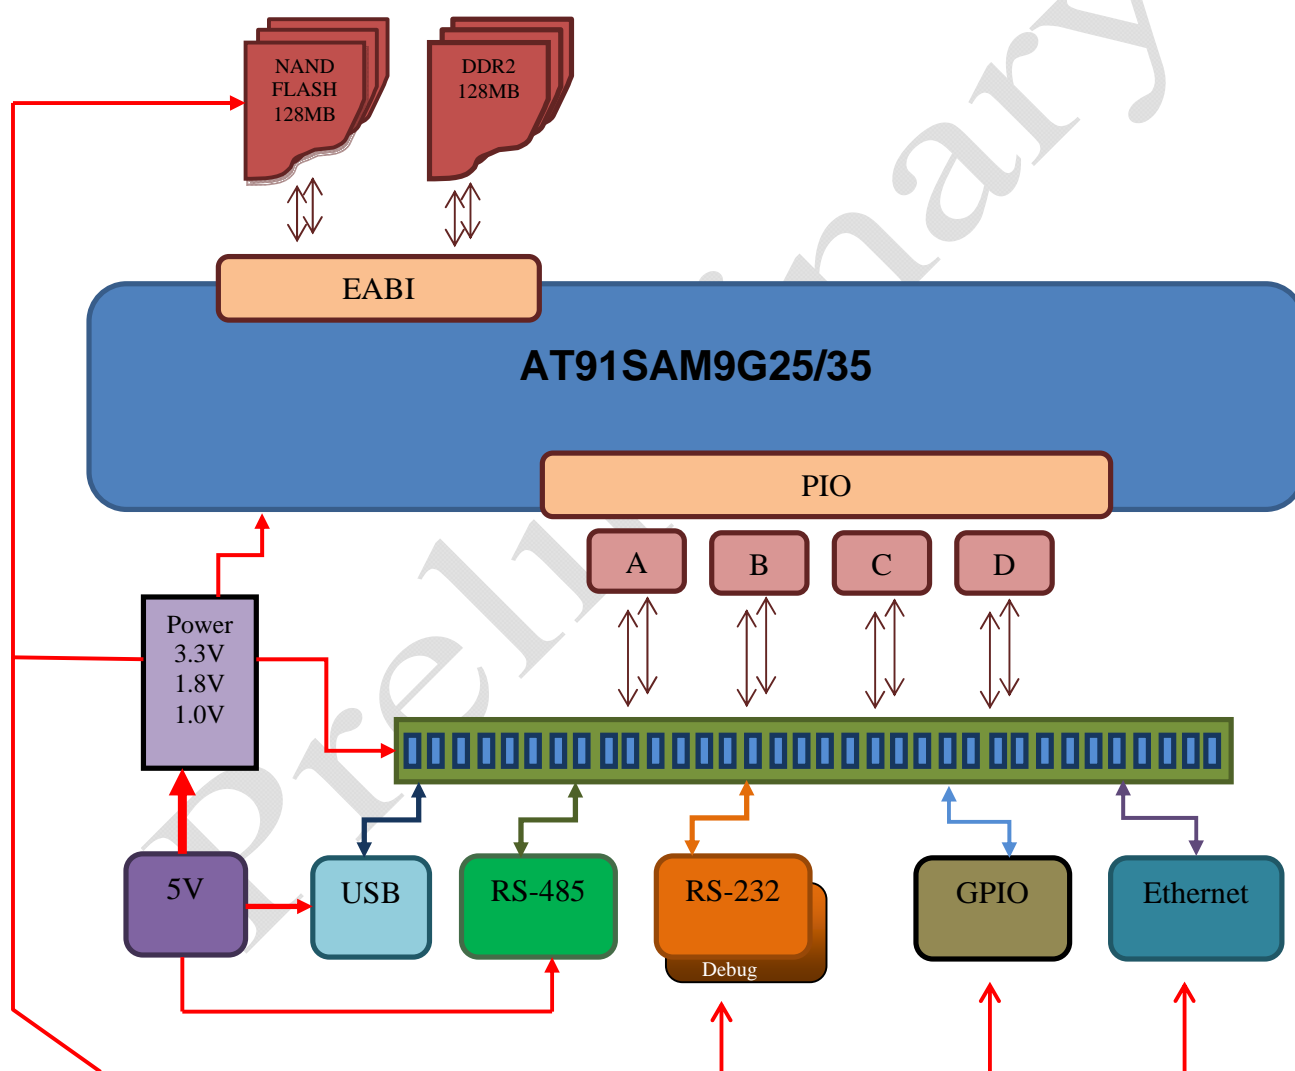 NAND
FLASH
128MB
DDR2
128MB
EABI
AT91SAM9G25/35
PIO
A
B
C
D
Power
3.3V
1.8V
1.0V
5V
USB
RS-485
RS-232
Debug
GPIO
Ethernet
Preliminary